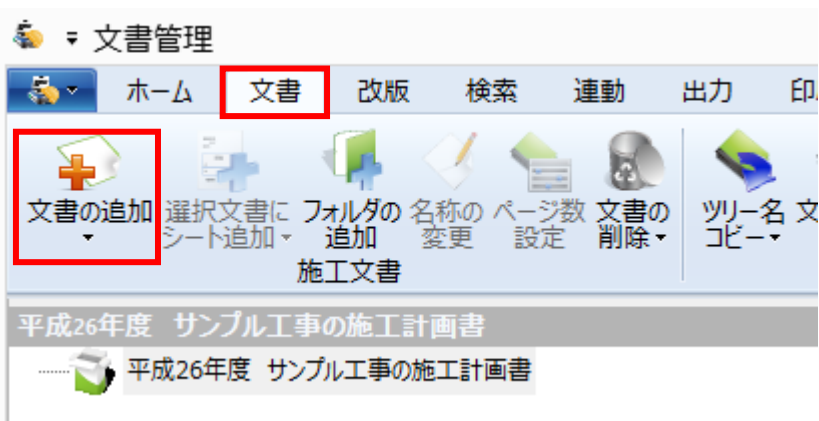 文書管理
ホーム 文書 改版 検索 連動 出力
文書の追加 選択文書に フォルダの 名称の ページ数 文書の ツリー名
シート追加 追加 変更 設定 削除 コピー
施工文書
平成26年度 サンプル工事の施工計画書
平成26年度 サンプル工事の施工計画書